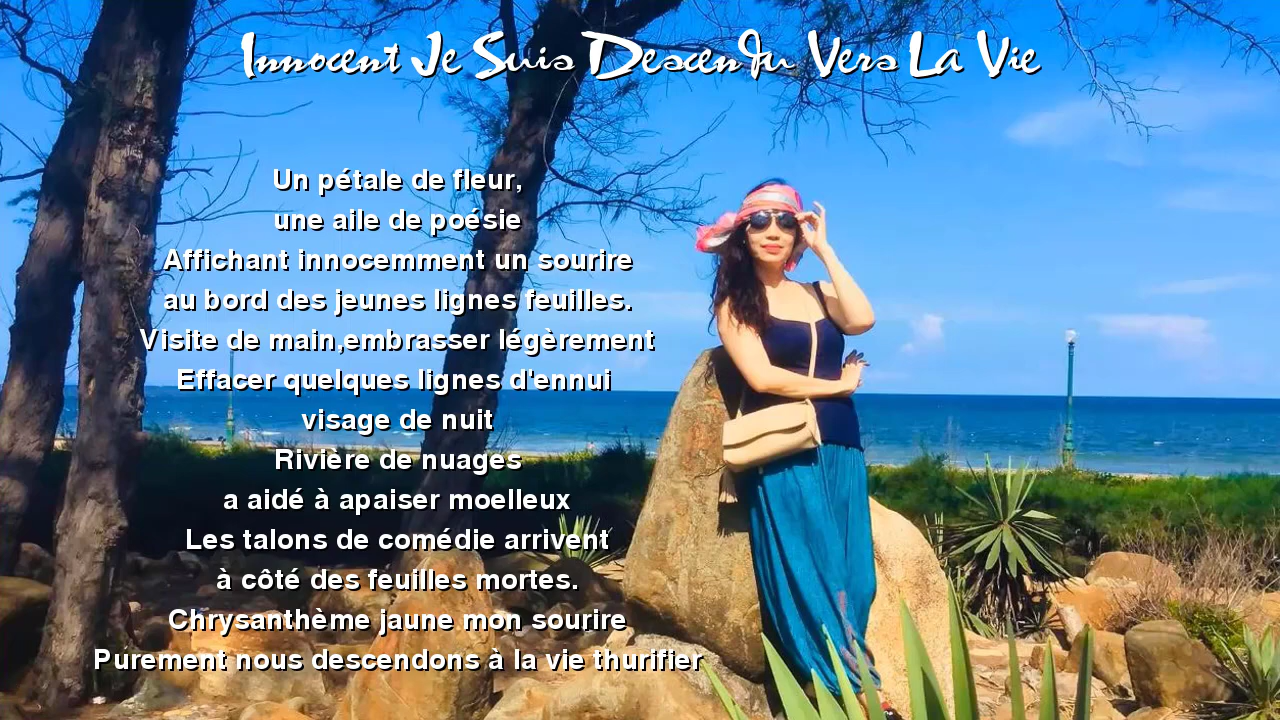 Innocent Je Suis Descendu Vers La Vie
Un pétale de fleur,
une aile de poésie
Affichant innocemment un sourire
au bord des jeunes lignes feuilles.
Visite de main,embrasser légèrement
Effacer quelques lignes d'ennui
visage de nuit
Rivière de nuages
a aidé à apaiser moelleux
Les talons de comédie arrivent
à côté des feuilles mortes.
Chrysanthème jaune mon sourire
Purement nous descendons à la vie thurifier